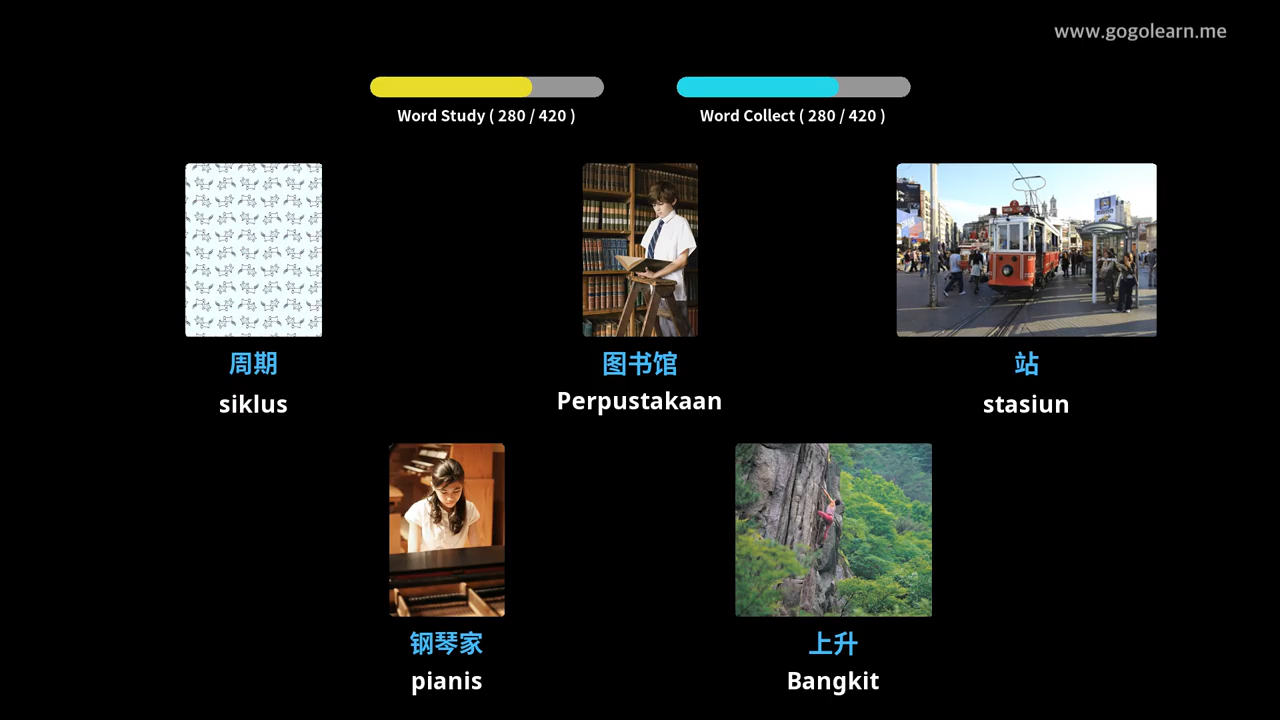 www.gogolearn.me
Word Study ( 280 / 420 )
Word Collect ( 280 / 420 )
周期
图书馆
站
siklus
Perpustakaan
stasiun
钢琴家
上升
pianis
Bangkit